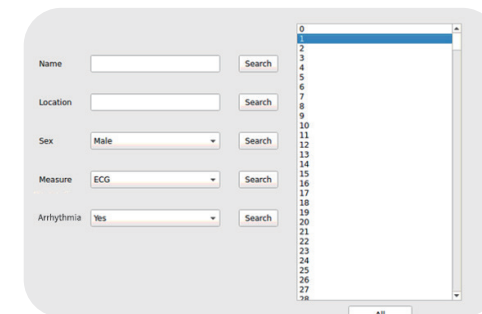 Name
Search
Location
Search
Sex
Male
Search
Measure
ECG
Search
Arrhythmia
Yes
Search
0
1
2
3
4
5
6
7
8
9
10
11
12
13
14
15
16
17
18
19
20
21
22
23
24
25
26
27
28
All